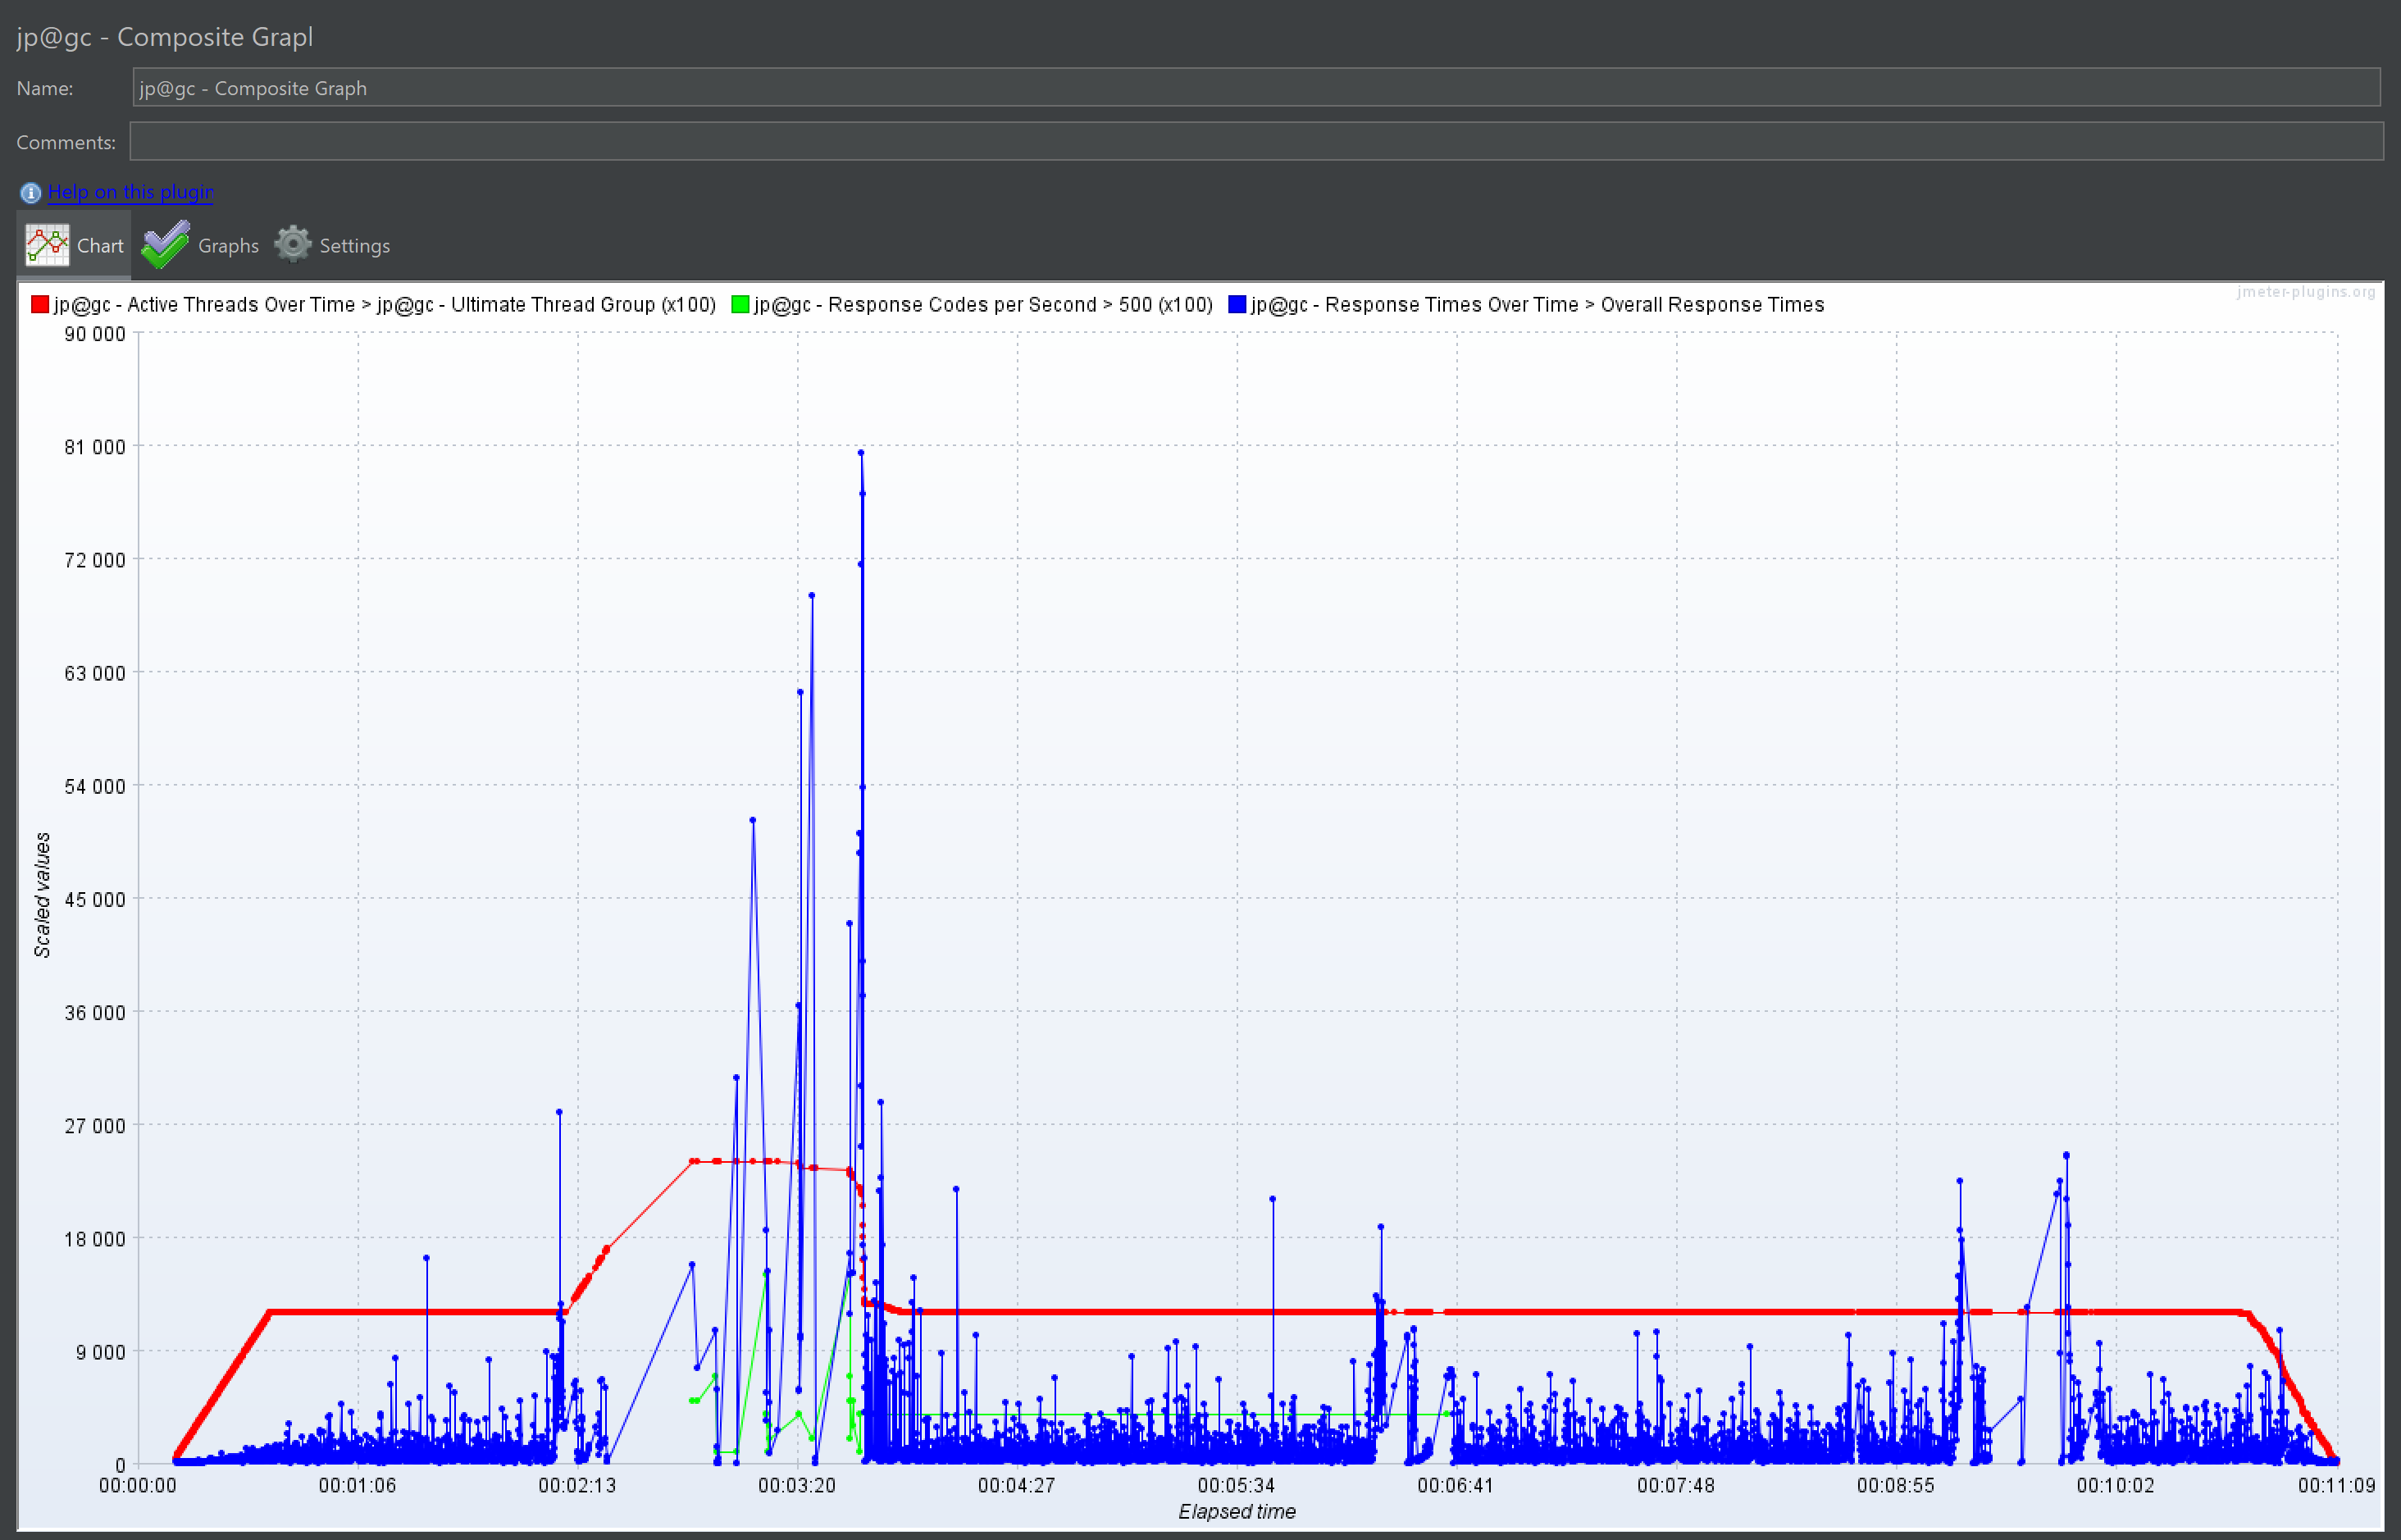 jp@gc - Composite Grapl
Name: jp@gc - Composite Graph
Comments:
Help on this plugin
Chart Graphs Settings
jp@gc - Active Threads Over Time > jp@gc - Ultimate Thread Group (x100) jp@gc - Response Codes per Second > 500 (x100) jp@gc - Response Times Over Time > Overall Response Times
jmeter-plugins.org
90 000
81 000
72 000
63 000
54 000
45 000
36 000
27 000
18 000
9 000
0
Scaled values
00:00:00 00:01:06 00:02:13 00:03:20 00:04:27 00:05:34 00:06:41 00:07:48 00:08:55 00:10:02 00:11:09
Elapsed time